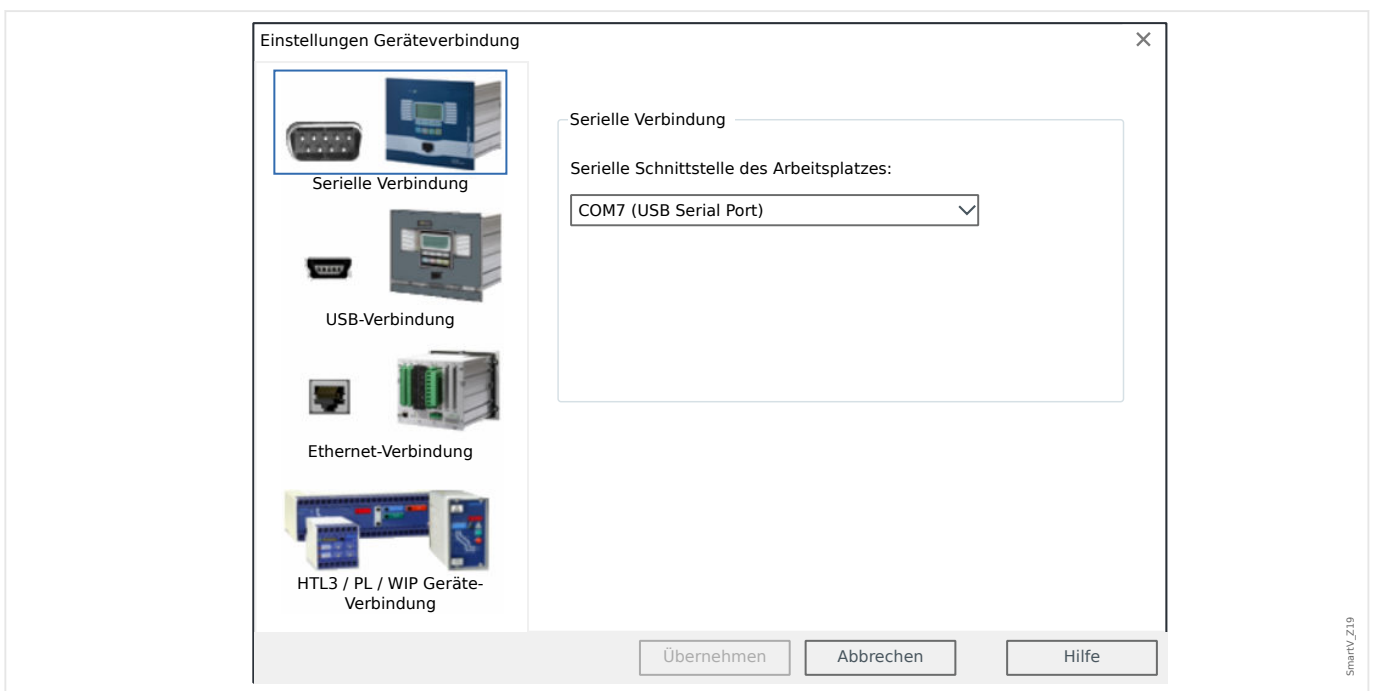 Einstellungen Geräteverbindung
Serielle Verbindung
USB-Verbindung
Ethernet-Verbindung
HTL3 / PL / WIP Geräte-
Verbindung
Serielle Verbindung
Serielle Schnittstelle des Arbeitsplatzes:
COM7 (USB Serial Port)
Übernehmen
Abbrechen
Hilfe
SmartV_Z19